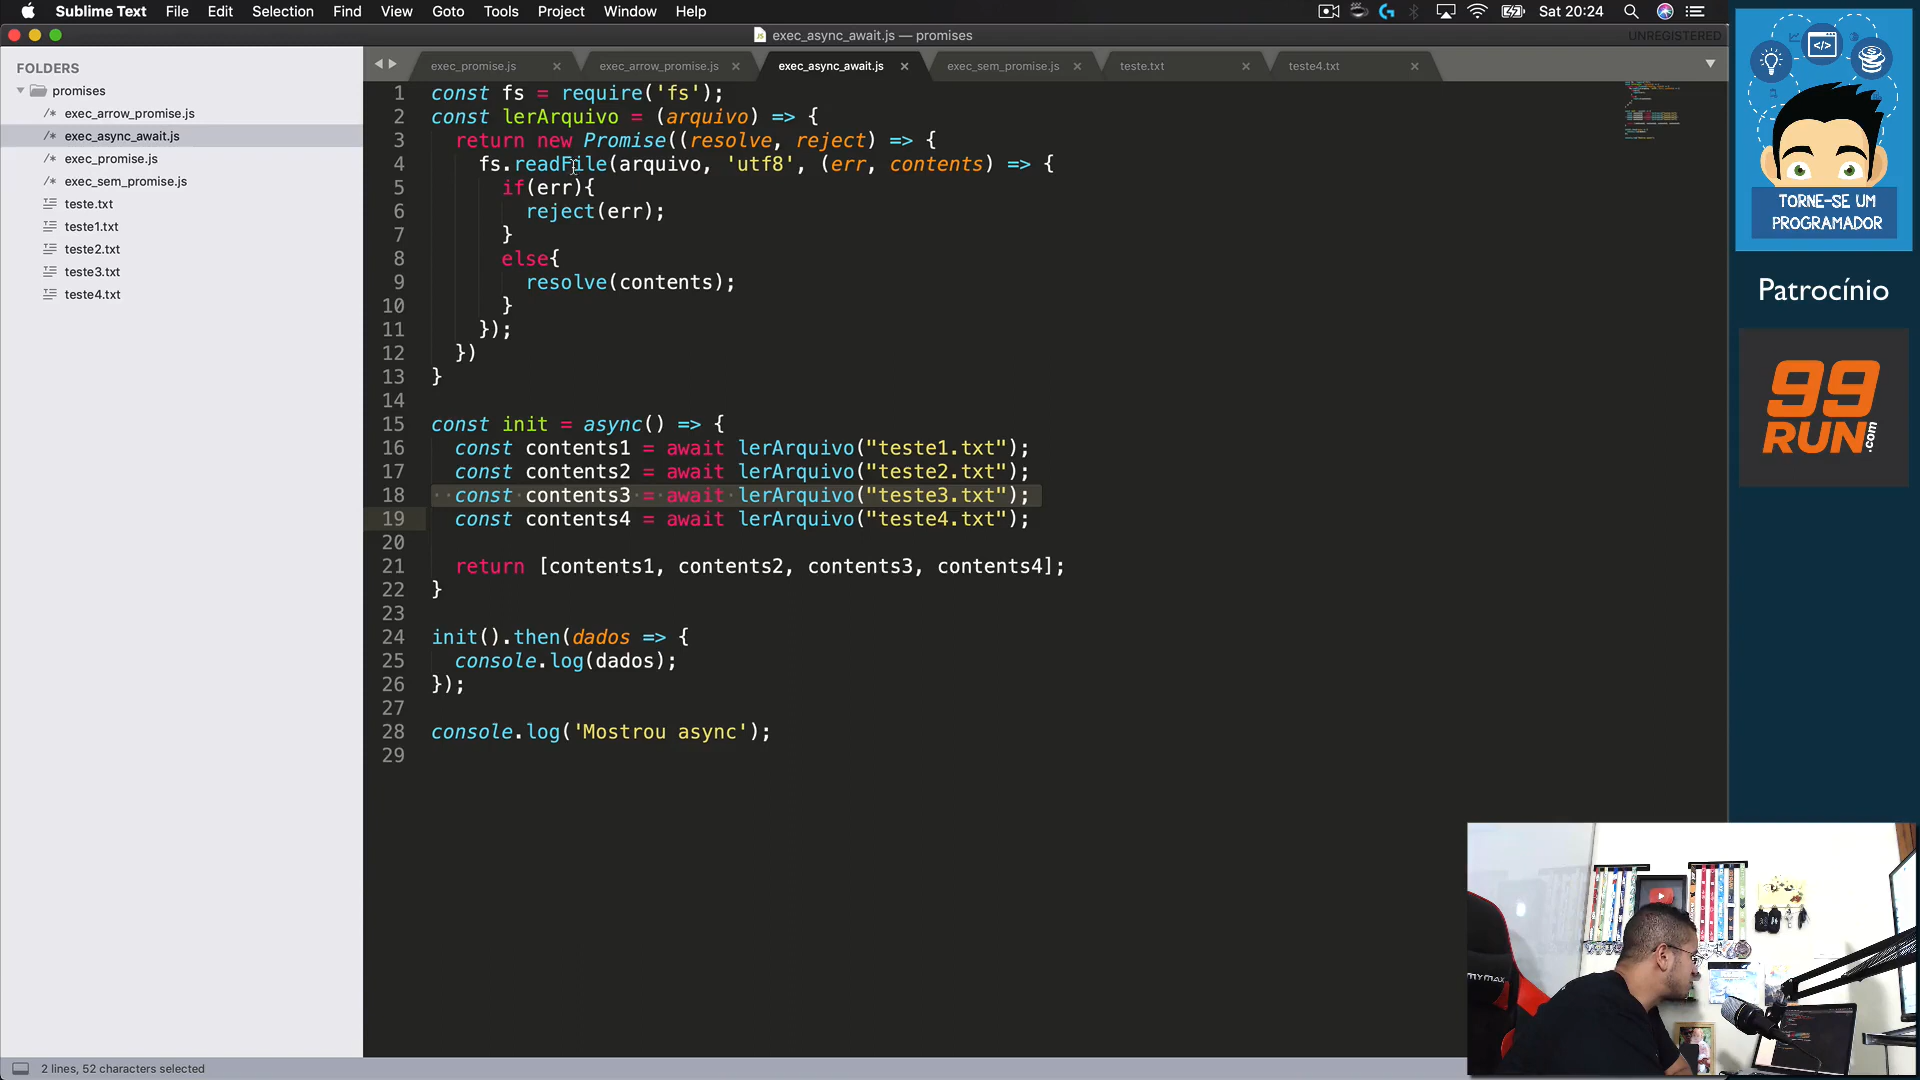 Sublime Text File Edit Selection Find View Goto Tools Project Window Help Sat 20:24
exec_async_await.js — promises UNREGISTERED
FOLDERS
promises
exec_arrow_promise.js
exec_async_await.js
exec_promise.js
exec_sem_promise.js
teste.txt
teste1.txt
teste2.txt
teste3.txt
teste4.txt
exec_promise.js exec_arrow_promise.js exec_async_await.js exec_sem_promise.js teste.txt teste4.txt
1 const fs = require('fs');
2 const lerArquivo = (arquivo) => {
3 return new Promise((resolve, reject) => {
4 fs.readFile(arquivo, 'utf8', (err, contents) => {
5 if(err){
6 reject(err);
7 }
8 else{
9 resolve(contents);
10 }
11 });
12 })
13 }
14
15 const init = async() => {
16 const contents1 = await lerArquivo("teste1.txt");
17 const contents2 = await lerArquivo("teste2.txt");
18 const contents3 = await lerArquivo("teste3.txt");
19 const contents4 = await lerArquivo("teste4.txt");
20
21 return [contents1, contents2, contents3, contents4];
22 }
23
24 init().then(dados => {
25 console.log(dados);
26 });
27
28 console.log('Mostrou async');
29
2 lines, 52 characters selected
TORNE-SE UM
PROGRAMADOR
Patrocínio
99
RUN.com
MYMAX